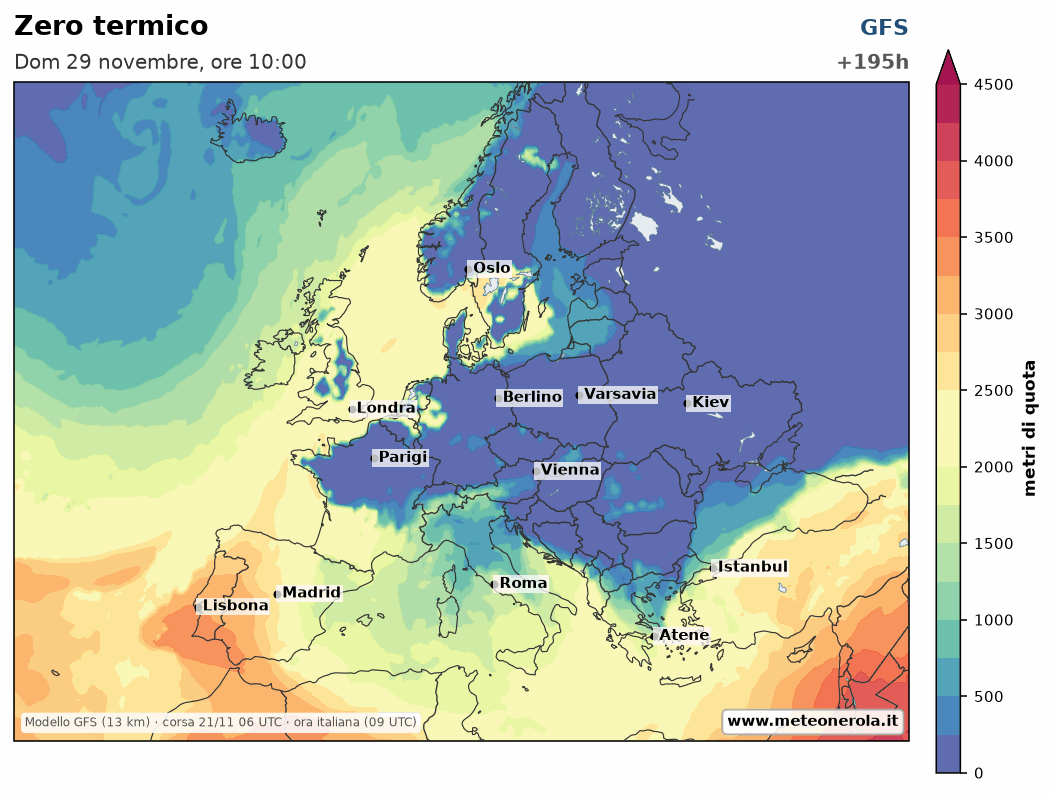 Zero termico
GFS
Dom 29 novembre, ore 10:00
+195h
4500
4000
3500
3000
2500
2000
1500
1000
500
0
metri di quota
Oslo
Londra
Berlino
Varsavia
Kiev
Parigi
Vienna
Istanbul
Roma
Madrid
Lisbona
Atene
Modello GFS (13 km) · corsa 21/11 06 UTC · ora italiana (09 UTC)
www.meteonerola.it